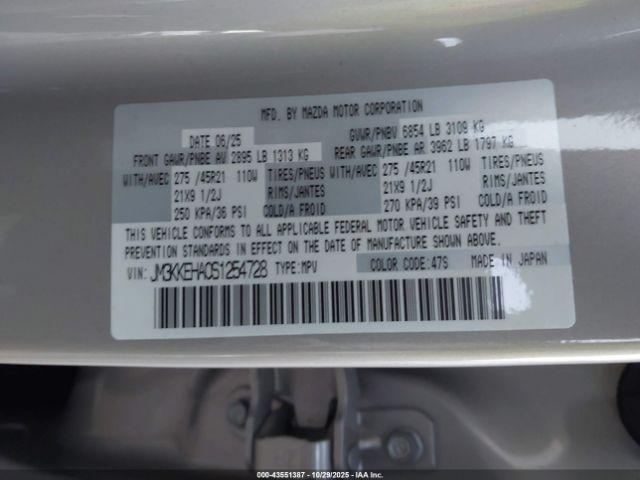 MFD. BY MAZDA MOTOR CORPORATION
DATE 06/25 GVWR/PNBV 6854 LB 3109 KG
FRONT GAWR/PNBE AV 2895 LB 1313 KG REAR GAWR/PNBE AR 3962 LB 1797 KG
WITH/AVEC 275 /45R21 110W TIRES/PNEUS WITH/AVEC 275 /45R21 110W TIRES/PNEUS
21X9 1/2J RIMS/JANTES 21X9 1/2J RIMS/JANTES
250 KPA/36 PSI COLD/A FROID 270 KPA/39 PSI COLD/A FROID
THIS VEHICLE CONFORMS TO ALL APPLICABLE FEDERAL MOTOR VEHICLE SAFETY AND THEFT
PREVENTION STANDARDS IN EFFECT ON THE DATE OF MANUFACTURE SHOWN ABOVE.
VIN: JM3KKEHA0S1254728 TYPE:MPV COLOR CODE:47S MADE IN JAPAN
000-43551387 - 10/29/2025 - IAA Inc.